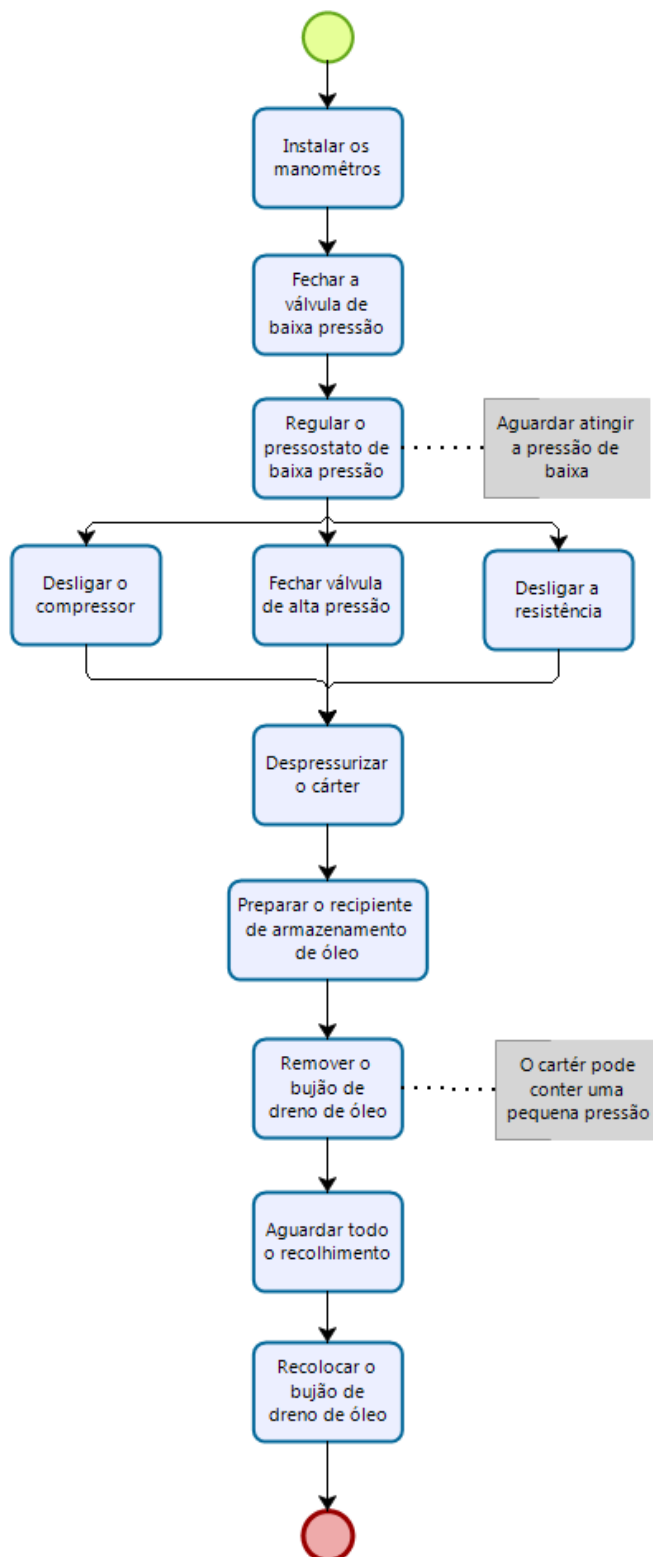 Instalar os
manomêtros
Fechar a
válvula de
baixa pressão
Regular o
pressostato de
baixa pressão
Aguardar atingir
a pressão de
baixa
Desligar o
compressor
Fechar válvula
de alta pressão
Desligar a
resistência
Despressurizar
o cárter
Preparar o recipiente
de armazenamento
de óleo
Remover o
bujão de
dreno de óleo
O cartér pode
conter uma
pequena pressão
Aguardar todo
o recolhimento
Recolocar o
bujão de
dreno de óleo